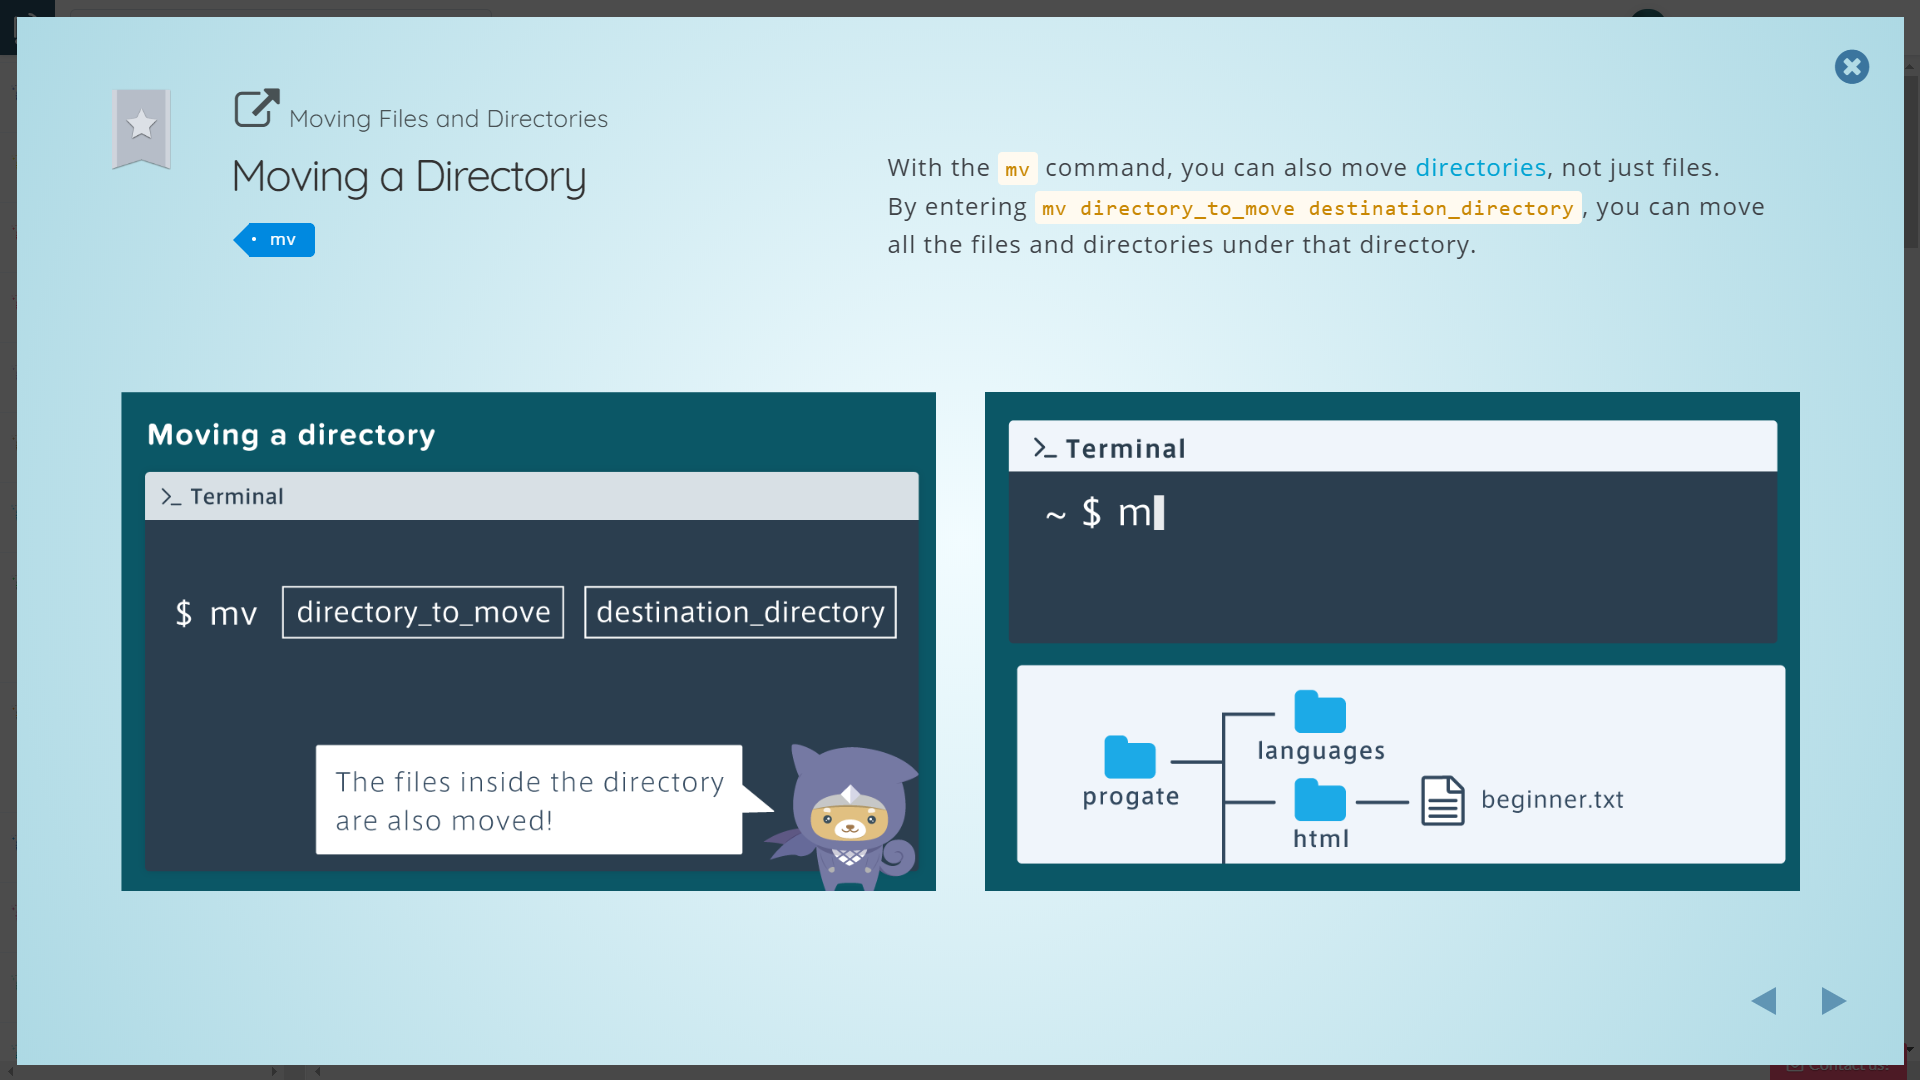 Moving Files and Directories
Moving a Directory
mv
With the mv command, you can also move directories, not just files.
By entering mv directory_to_move destination_directory, you can move
all the files and directories under that directory.
Moving a directory
>_ Terminal
$ mv directory_to_move destination_directory
The files inside the directory
are also moved!
>_ Terminal
~ $ m
languages
progate
beginner.txt
html
Contact us!